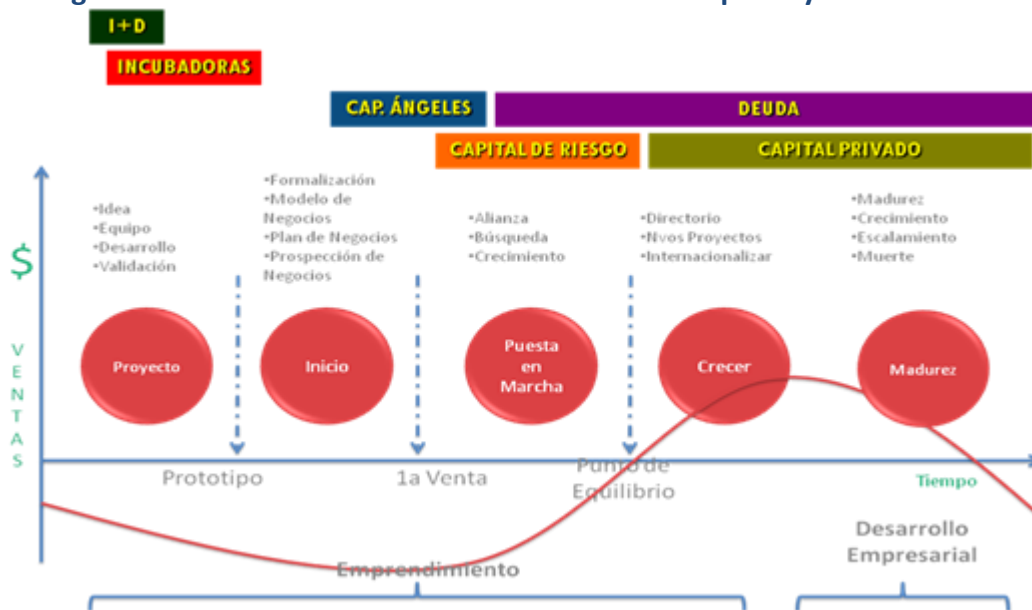 I+D
INCUBADORAS
CAP. ÁNGELES
DEUDA
CAPITAL DE RIESGO
CAPITAL PRIVADO
•Idea
•Equipo
•Desarrollo
•Validación
•Formalización
•Modelo de
Negocios
•Plan de Negocios
•Prospección de
Negocios
•Alianza
•Búsqueda
•Crecimiento
•Directorio
•Nvos Proyectos
•Internacionalizar
•Madurez
•Crecimiento
•Escalamiento
•Muerte
$
VENTAS
Proyecto
Inicio
Puesta
en
Marcha
Crecer
Madurez
Prototipo
1a Venta
Punto de
Equilibrio
Tiempo
Emprendimiento
Desarrollo
Empresarial